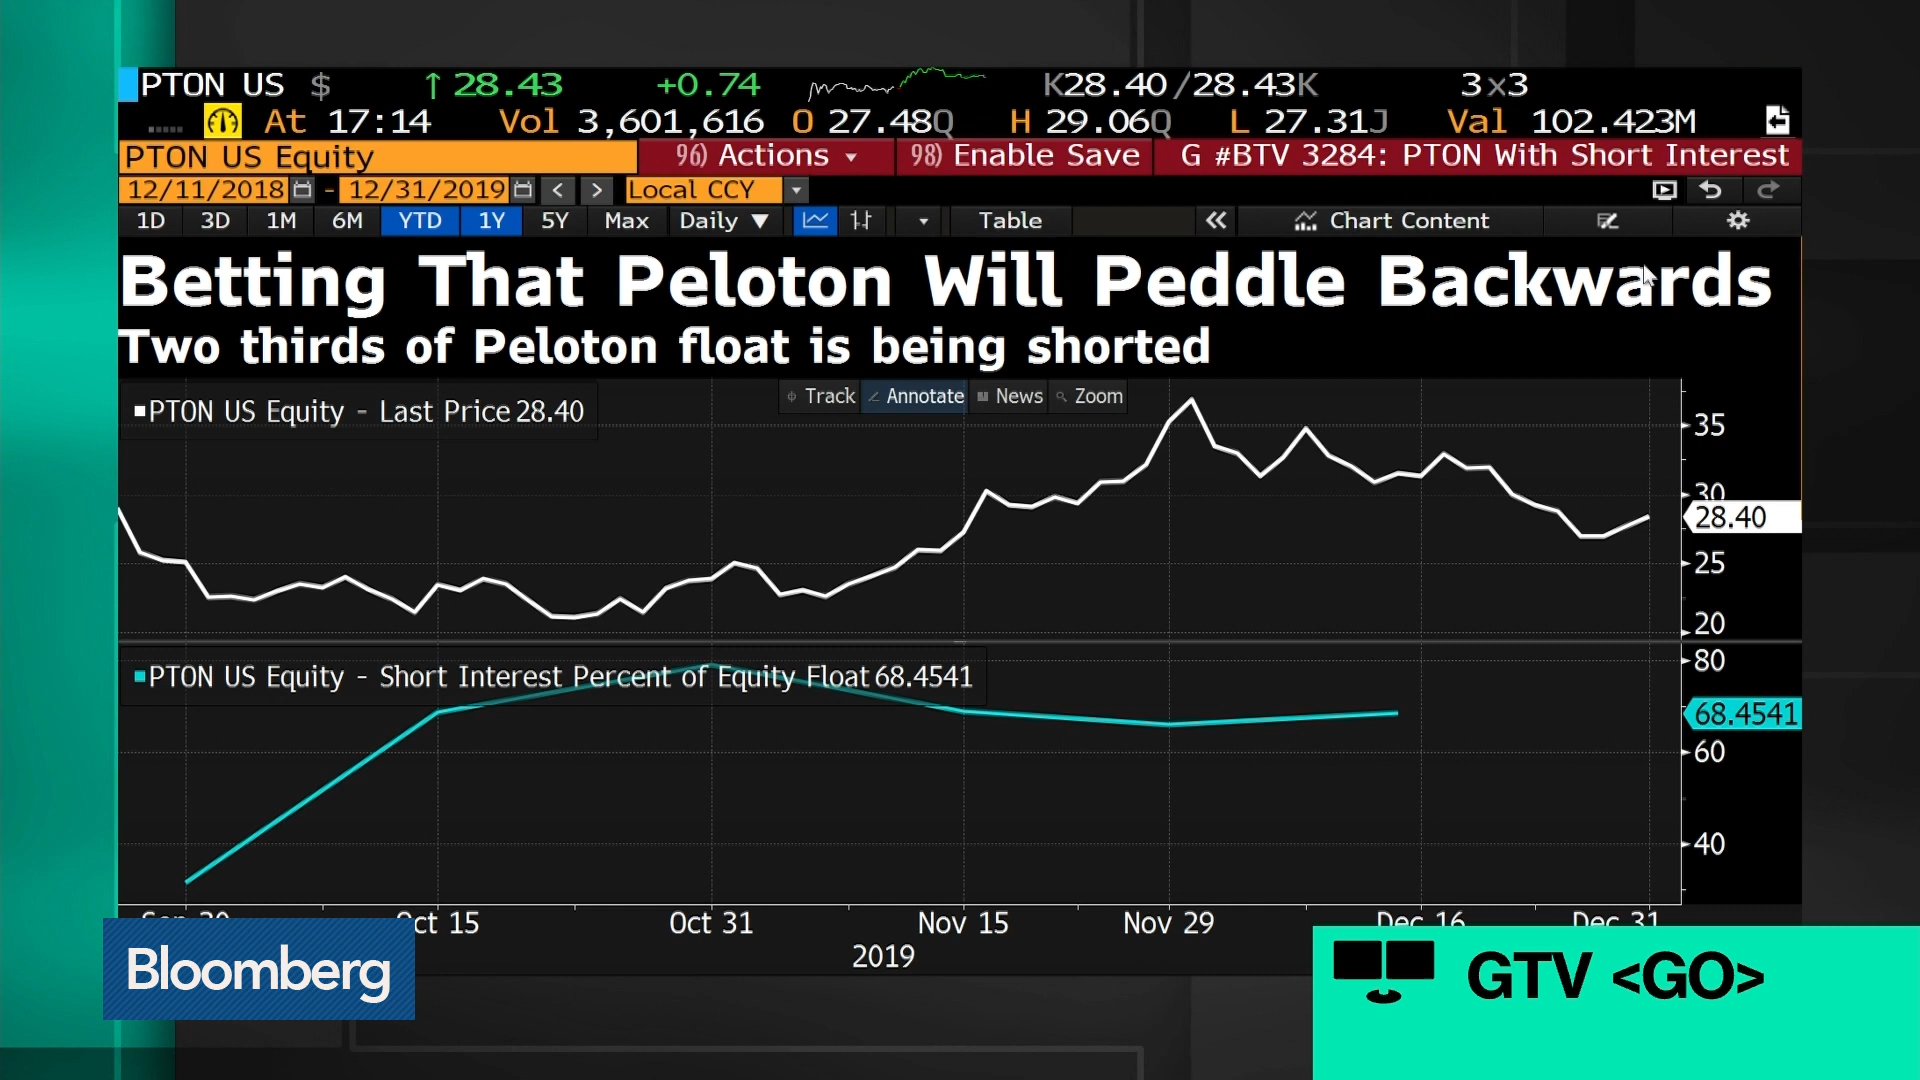 PTON US $ ↑ 28.43 +0.74 K28.40/28.43K 3x3
At 17:14 Vol 3,601,616 O 27.48Q H 29.06Q L 27.31J Val 102.423M
PTON US Equity 96) Actions 98) Enable Save G #BTV 3284: PTON With Short Interest
12/11/2018 - 12/31/2019 < > Local CCY
1D 3D 1M 6M YTD 1Y 5Y Max Daily ▼ Table « Chart Content
Betting That Peloton Will Peddle Backwards
Two thirds of Peloton float is being shorted
Track Annotate News Zoom
PTON US Equity - Last Price 28.40
35
30
28.40
25
20
PTON US Equity - Short Interest Percent of Equity Float 68.4541
80
68.4541
60
40
Sep 30 Oct 15 Oct 31 Nov 15 Nov 29 Dec 16 Dec 31
2019
Bloomberg
GTV <GO>